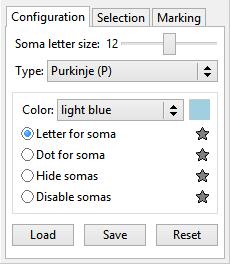 Configuration Selection Marking
Soma letter size: 12
Type: Purkinje (P)
Color: light blue
Letter for soma
Dot for soma
Hide somas
Disable somas
Load Save Reset